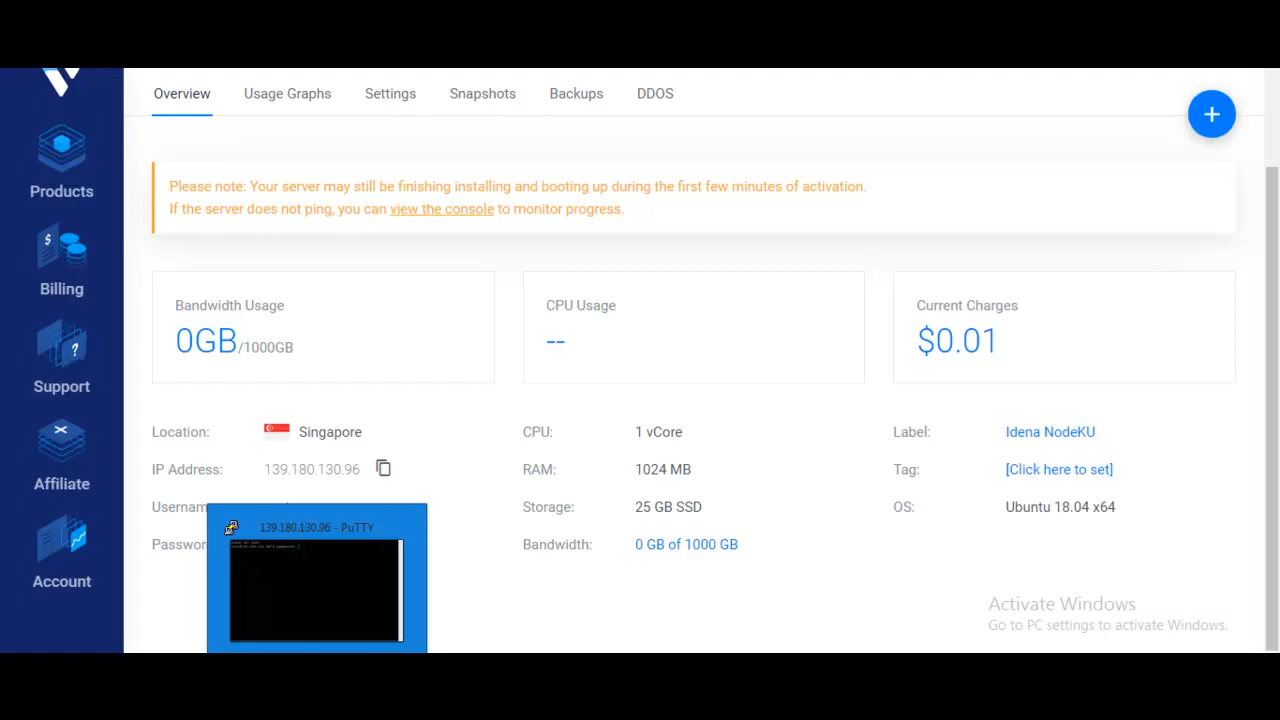 Overview Usage Graphs Settings Snapshots Backups DDOS
+
Products
Billing
Support
Affiliate
Account
Please note: Your server may still be finishing installing and booting up during the first few minutes of activation.
If the server does not ping, you can view the console to monitor progress.
Bandwidth Usage
0GB/1000GB
CPU Usage
--
Current Charges
$0.01
Location: Singapore
IP Address: 139.180.130.96
CPU: 1 vCore
RAM: 1024 MB
Storage: 25 GB SSD
Bandwidth: 0 GB of 1000 GB
Label: Idena NodeKU
Tag: [Click here to set]
OS: Ubuntu 18.04 x64
139.180.130.96 - PuTTY
Activate Windows
Go to PC settings to activate Windows.